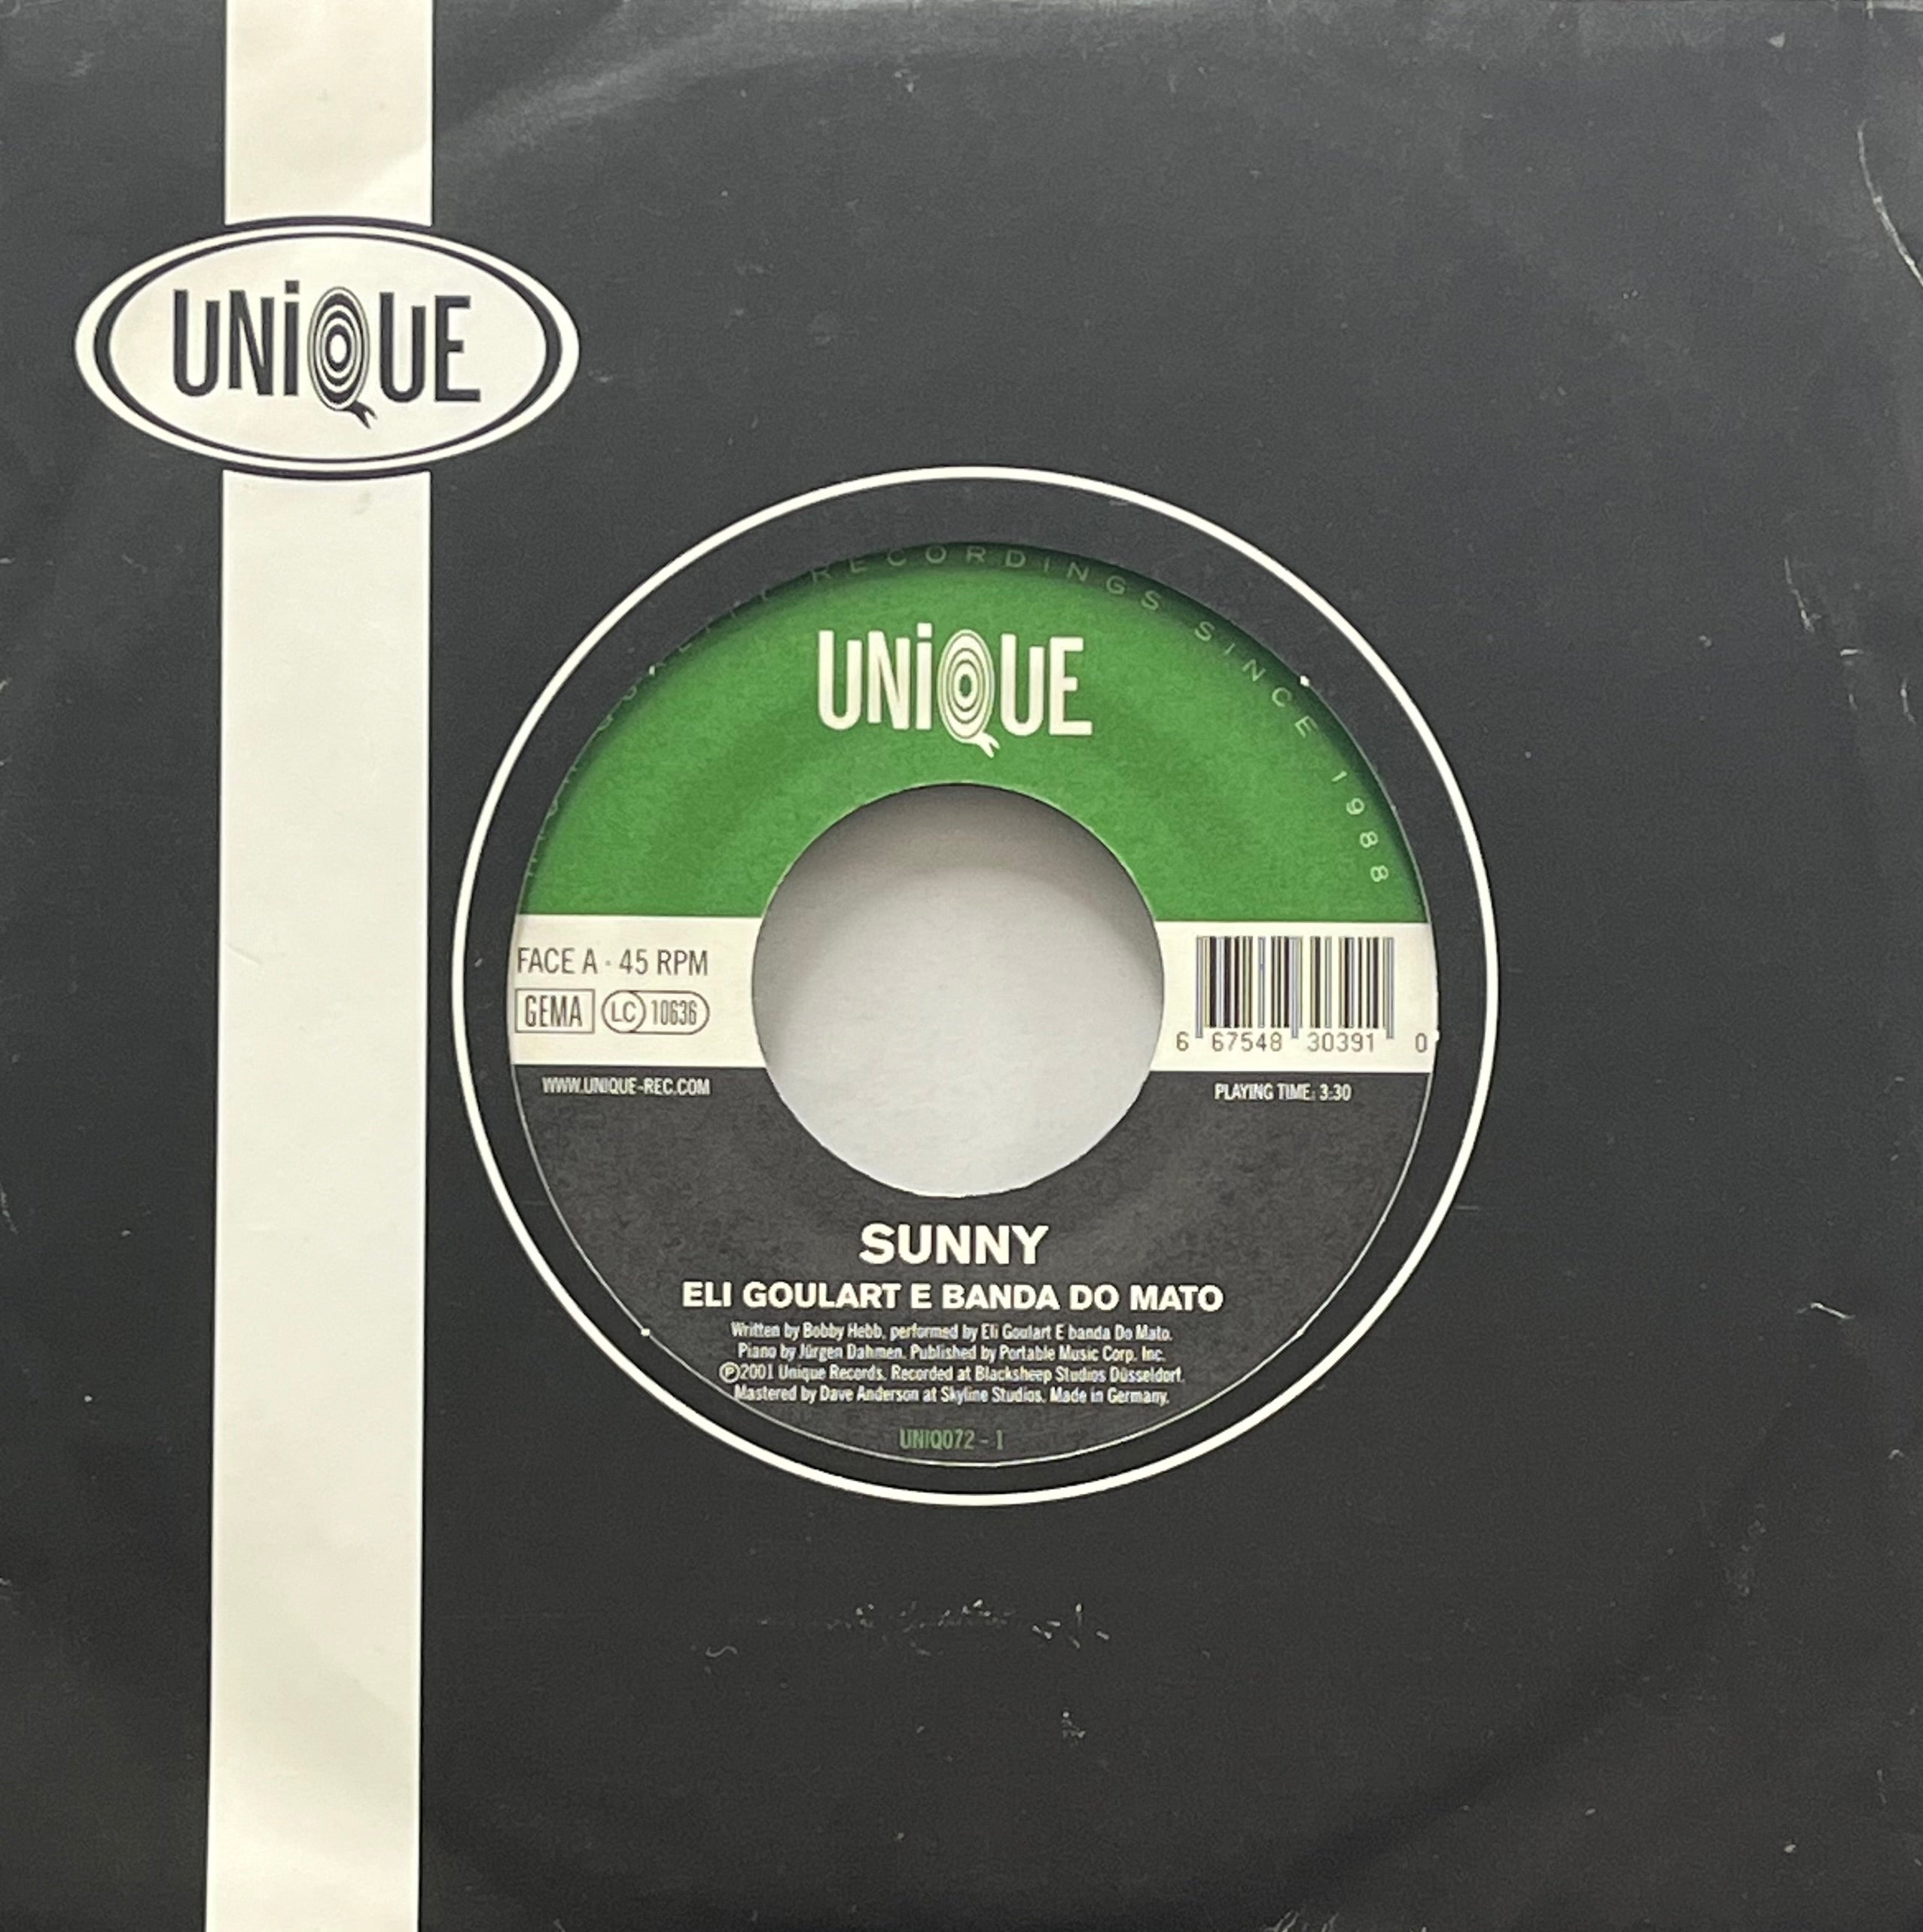 UNiQUE
RECORDINGS SINCE 1988
UNiQUE
FACE A · 45 RPM
GEMA LC 10636
6 67548 30391 0
WWW.UNIQUE-REC.COM
PLAYING TIME: 3:30
SUNNY
ELI GOULART E BANDA DO MATO
Written by Bobby Hebb, performed by Eli Goulart E banda Do Mato.
Piano by Jürgen Dahmen. Published by Portable Music Corp. Inc.
Ⓟ2001 Unique Records. Recorded at Blacksheep Studios Düsseldorf.
Mastered by Dave Anderson at Skyline Studios. Made in Germany.
UNIQ072 - 1